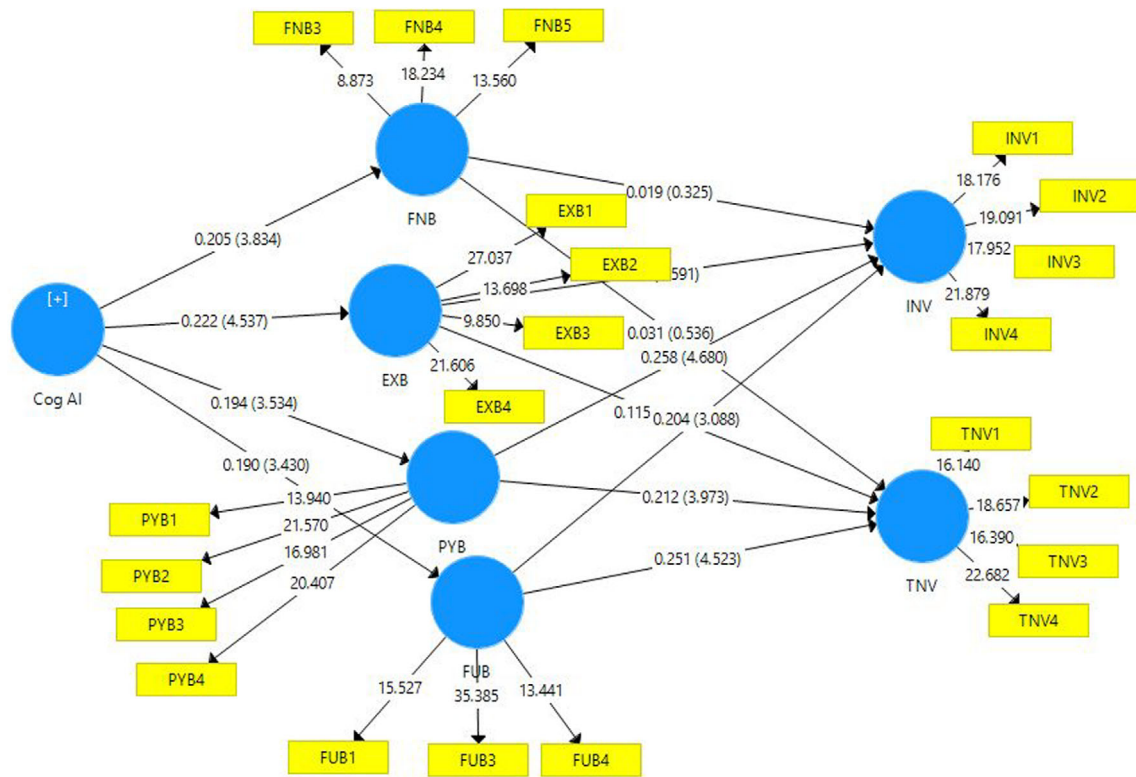 FNB3
FNB4
FNB5
8.873
18.234
13.560
FNB
INV1
18.176
INV2
19.091
17.952
INV3
21.879
INV4
INV
0.019 (0.325)
EXB1
27.037
EXB2
13.698
.591)
9.850
EXB3
21.606
EXB4
EXB
0.205 (3.834)
[+]
Cog AI
0.222 (4.537)
0.194 (3.534)
0.190 (3.430)
0.031 (0.536)
0.258 (4.680)
0.115
0.204 (3.088)
TNV1
16.140
TNV2
18.657
16.390
TNV3
22.682
TNV4
TNV
0.212 (3.973)
0.251 (4.523)
PYB1
13.940
PYB2
21.570
PYB3
16.981
PYB4
20.407
PYB
FUB
15.527
35.385
13.441
FUB1
FUB3
FUB4